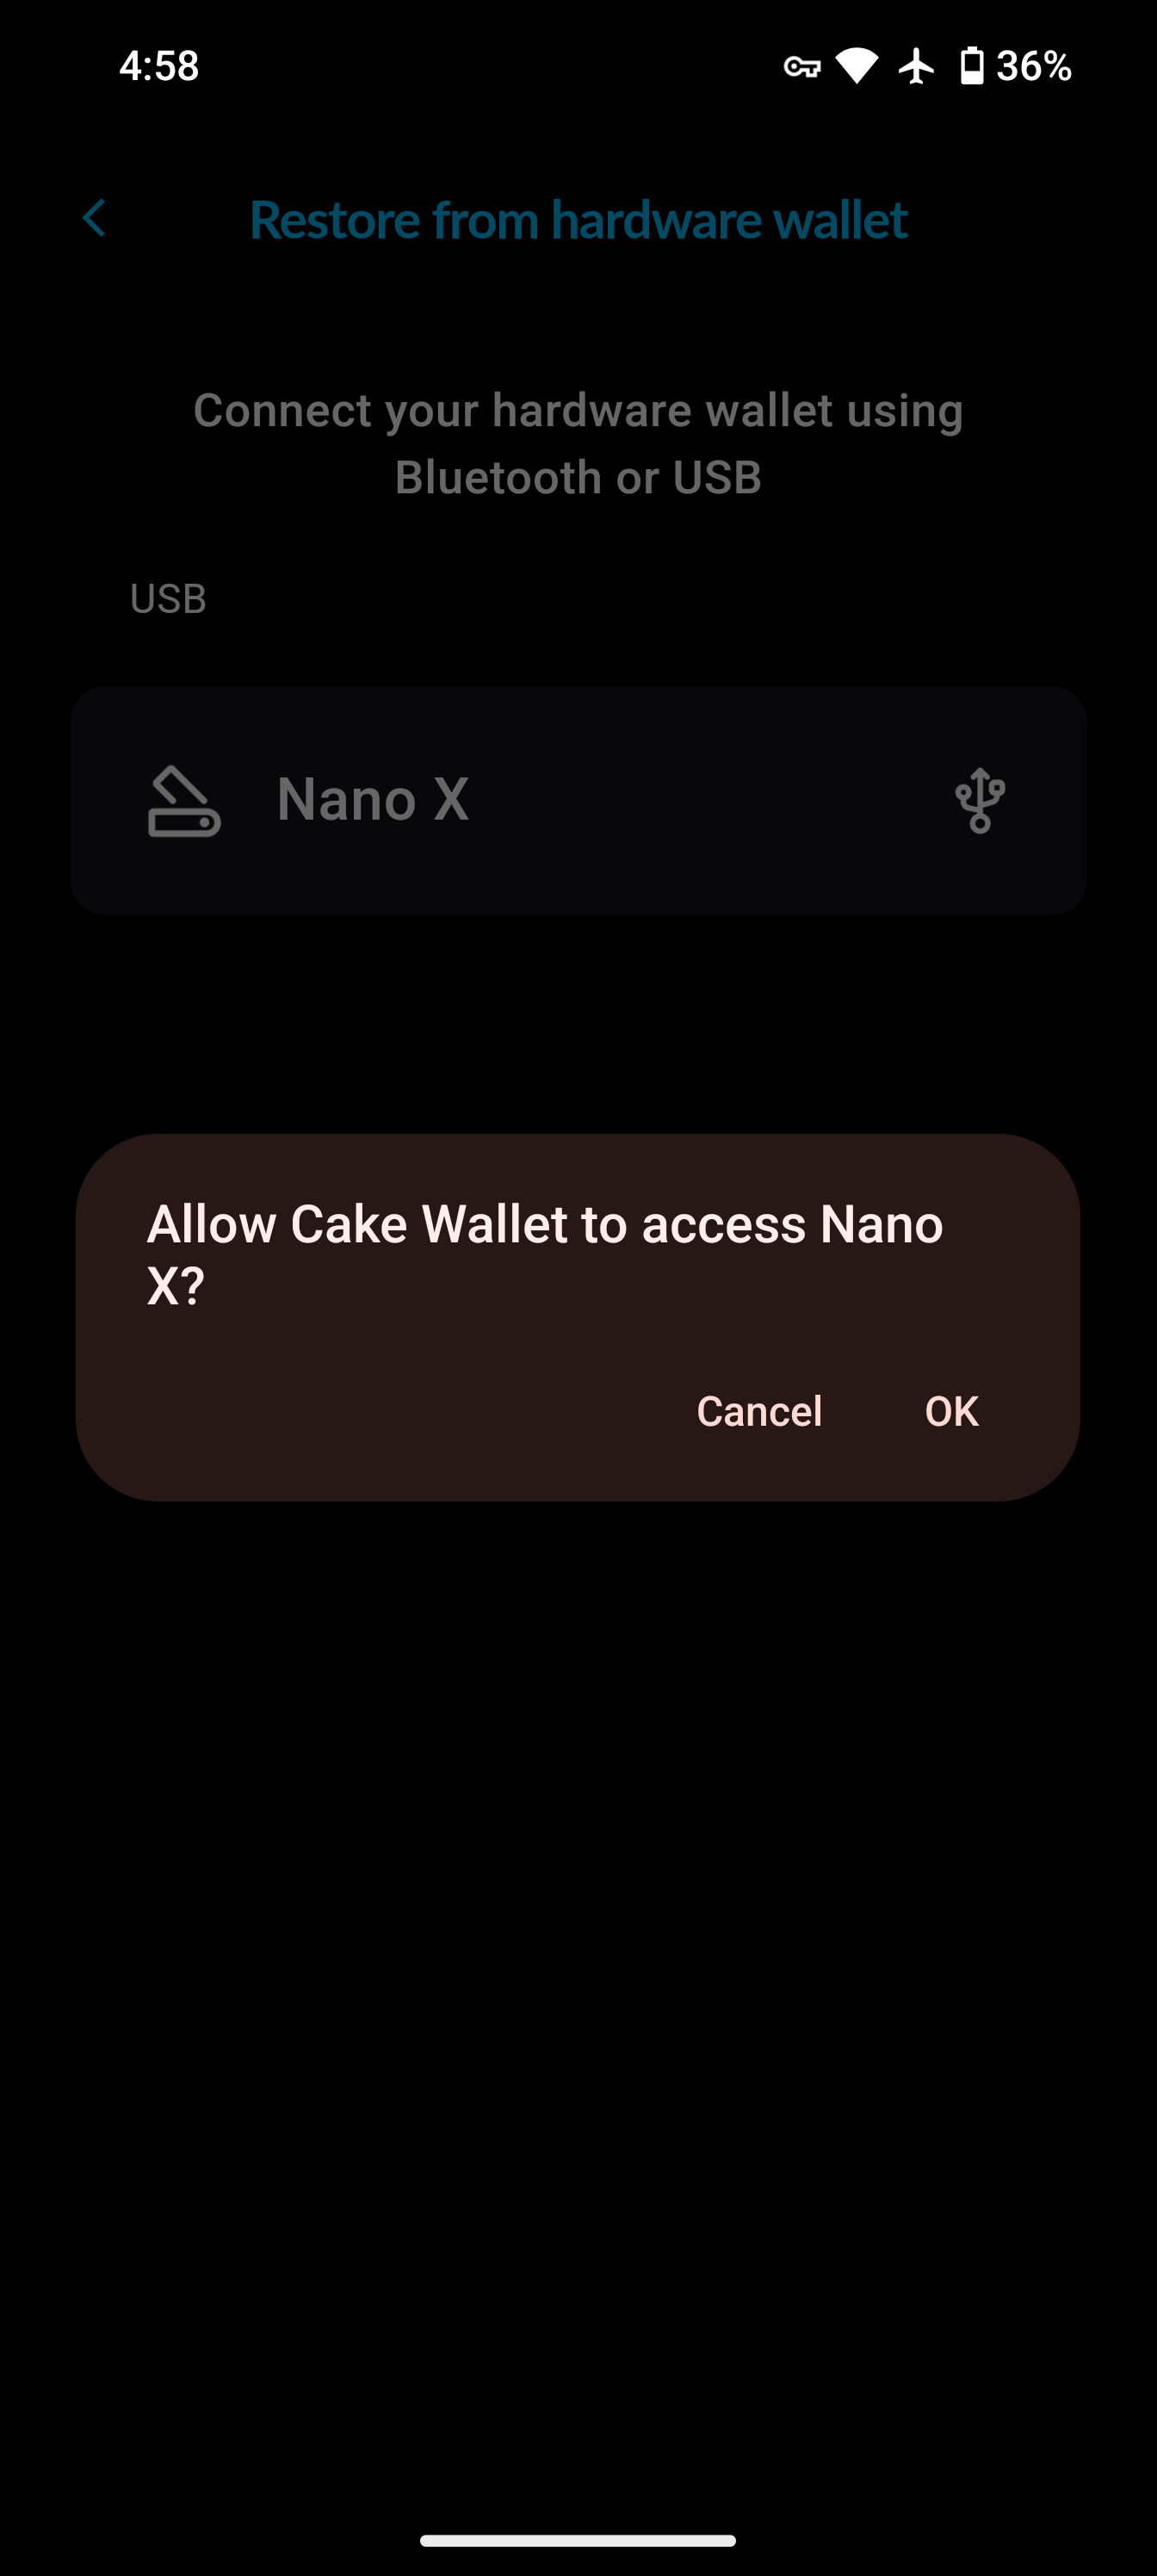 4:58
36%
Restore from hardware wallet
Connect your hardware wallet using
Bluetooth or USB
USB
Nano X
Allow Cake Wallet to access Nano
X?
Cancel
OK